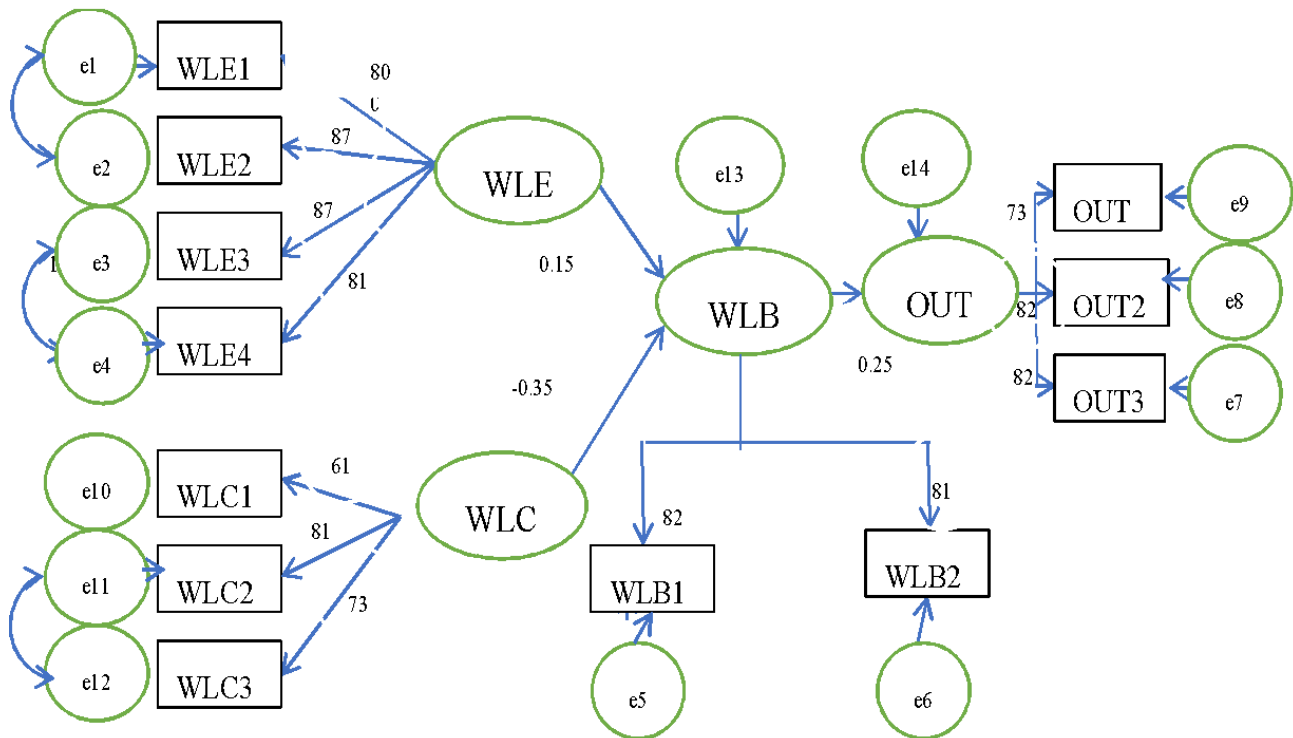 e1
WLE1
80
0
e2
WLE2
87
e3
1
WLE3
87
e4
WLE4
81
WLE
0.15
e13
e14
WLB
OUT
0.25
73
OUT
e9
82
OUT2
e8
82
OUT3
e7
-0.35
e10
WLC1
61
e11
WLC2
81
e12
WLC3
73
WLC
82
WLB1
e5
81
WLB2
e6